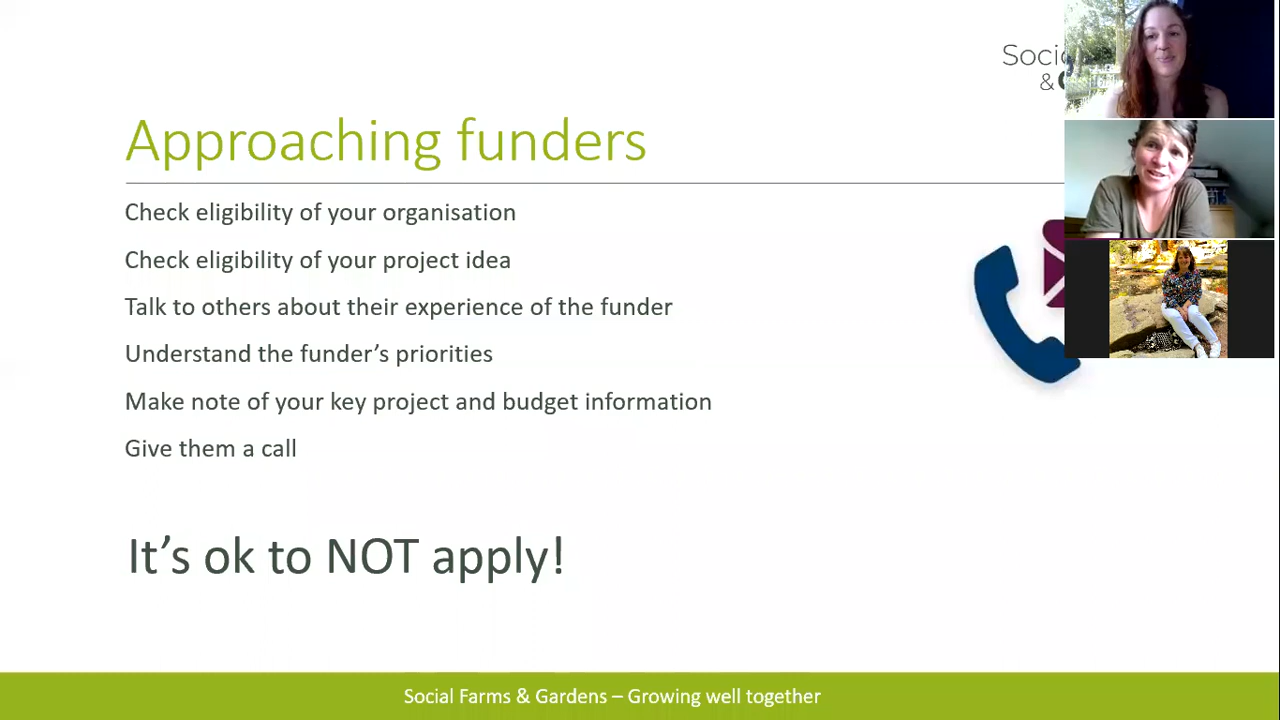 Soci
&
Approaching funders
Check eligibility of your organisation
Check eligibility of your project idea
Talk to others about their experience of the funder
Understand the funder’s priorities
Make note of your key project and budget information
Give them a call
It’s ok to NOT apply!
Social Farms & Gardens – Growing well together